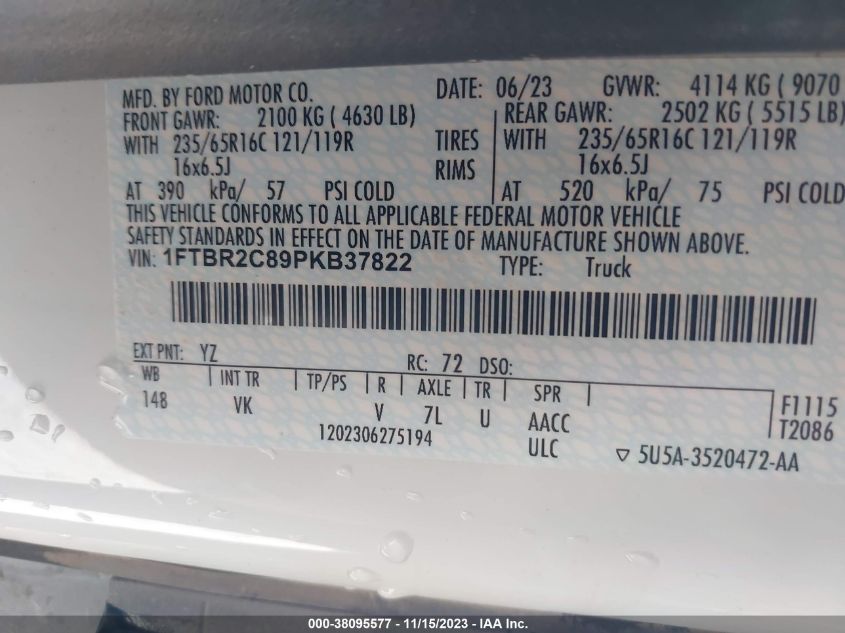 MFD. BY FORD MOTOR CO. DATE: 06/23 GVWR: 4114 KG ( 9070
FRONT GAWR: 2100 KG ( 4630 LB) REAR GAWR: 2502 KG ( 5515 LB)
WITH 235/65R16C 121/119R TIRES WITH 235/65R16C 121/119R
16x6.5J RIMS 16x6.5J
AT 390 kPa/ 57 PSI COLD AT 520 kPa/ 75 PSI COLD
THIS VEHICLE CONFORMS TO ALL APPLICABLE FEDERAL MOTOR VEHICLE
SAFETY STANDARDS IN EFFECT ON THE DATE OF MANUFACTURE SHOWN ABOVE.
VIN: 1FTBR2C89PKB37822 TYPE: Truck
EXT PNT: YZ RC: 72 DSO:
WB INT TR TP/PS R AXLE TR SPR F1115
148 VK V 7L U AACC T2086
1202306275194 ULC ▽ 5U5A-3520472-AA
000-38095577 - 11/15/2023 - IAA Inc.